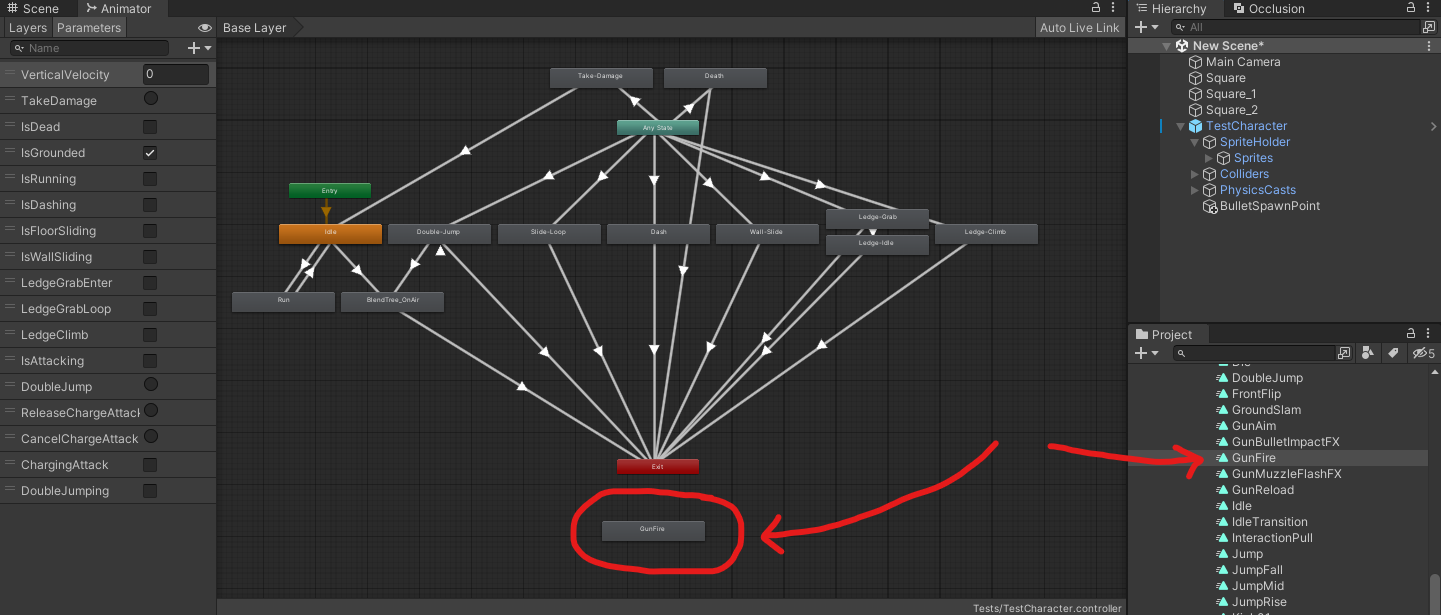 Scene
Animator
Layers
Parameters
Base Layer
Auto Live Link
Name
VerticalVelocity
0
TakeDamage
IsDead
IsGrounded
IsRunning
IsDashing
IsFloorSliding
IsWallSliding
LedgeGrabEnter
LedgeGrabLoop
LedgeClimb
IsAttacking
DoubleJump
ReleaseChargeAttack
CancelChargeAttack
ChargingAttack
DoubleJumping
Take-Damage
Death
Any State
Entry
Idle
Double-Jump
Slide-Loop
Dash
Wall-Slide
Ledge-Grab
Ledge-Idle
Ledge-Climb
Run
BlendTree_OnAir
Exit
GunFire
Tests/TestCharacter.controller
Hierarchy
Occlusion
All
New Scene*
Main Camera
Square
Square_1
Square_2
TestCharacter
SpriteHolder
Sprites
Colliders
PhysicsCasts
BulletSpawnPoint
Project
5
DoubleJump
FrontFlip
GroundSlam
GunAim
GunBulletImpactFX
GunFire
GunMuzzleFlashFX
GunReload
Idle
IdleTransition
InteractionPull
Jump
JumpFall
JumpMid
JumpRise